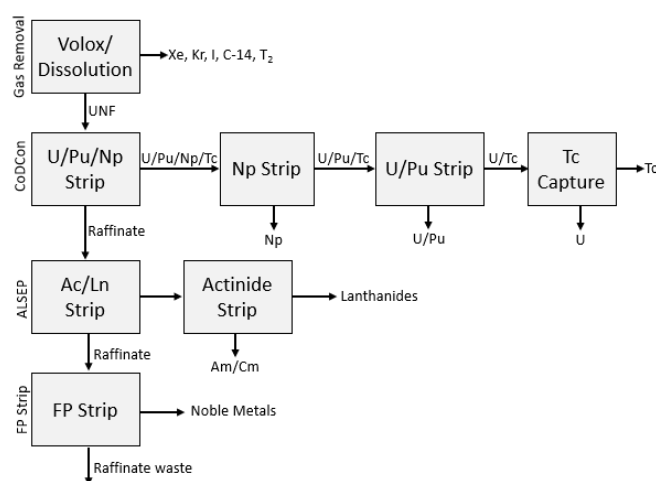 Gas Removal
Volox/
Dissolution
Xe, Kr, I, C-14, T₂
UNF
CoDCon
U/Pu/Np
Strip
U/Pu/Np/Tc
Np Strip
U/Pu/Tc
U/Pu Strip
U/Tc
Tc
Capture
Tc
Raffinate
Np
U/Pu
U
ALSEP
Ac/Ln
Strip
Actinide
Strip
Lanthanides
Raffinate
Am/Cm
FP Strip
FP Strip
Noble Metals
Raffinate waste